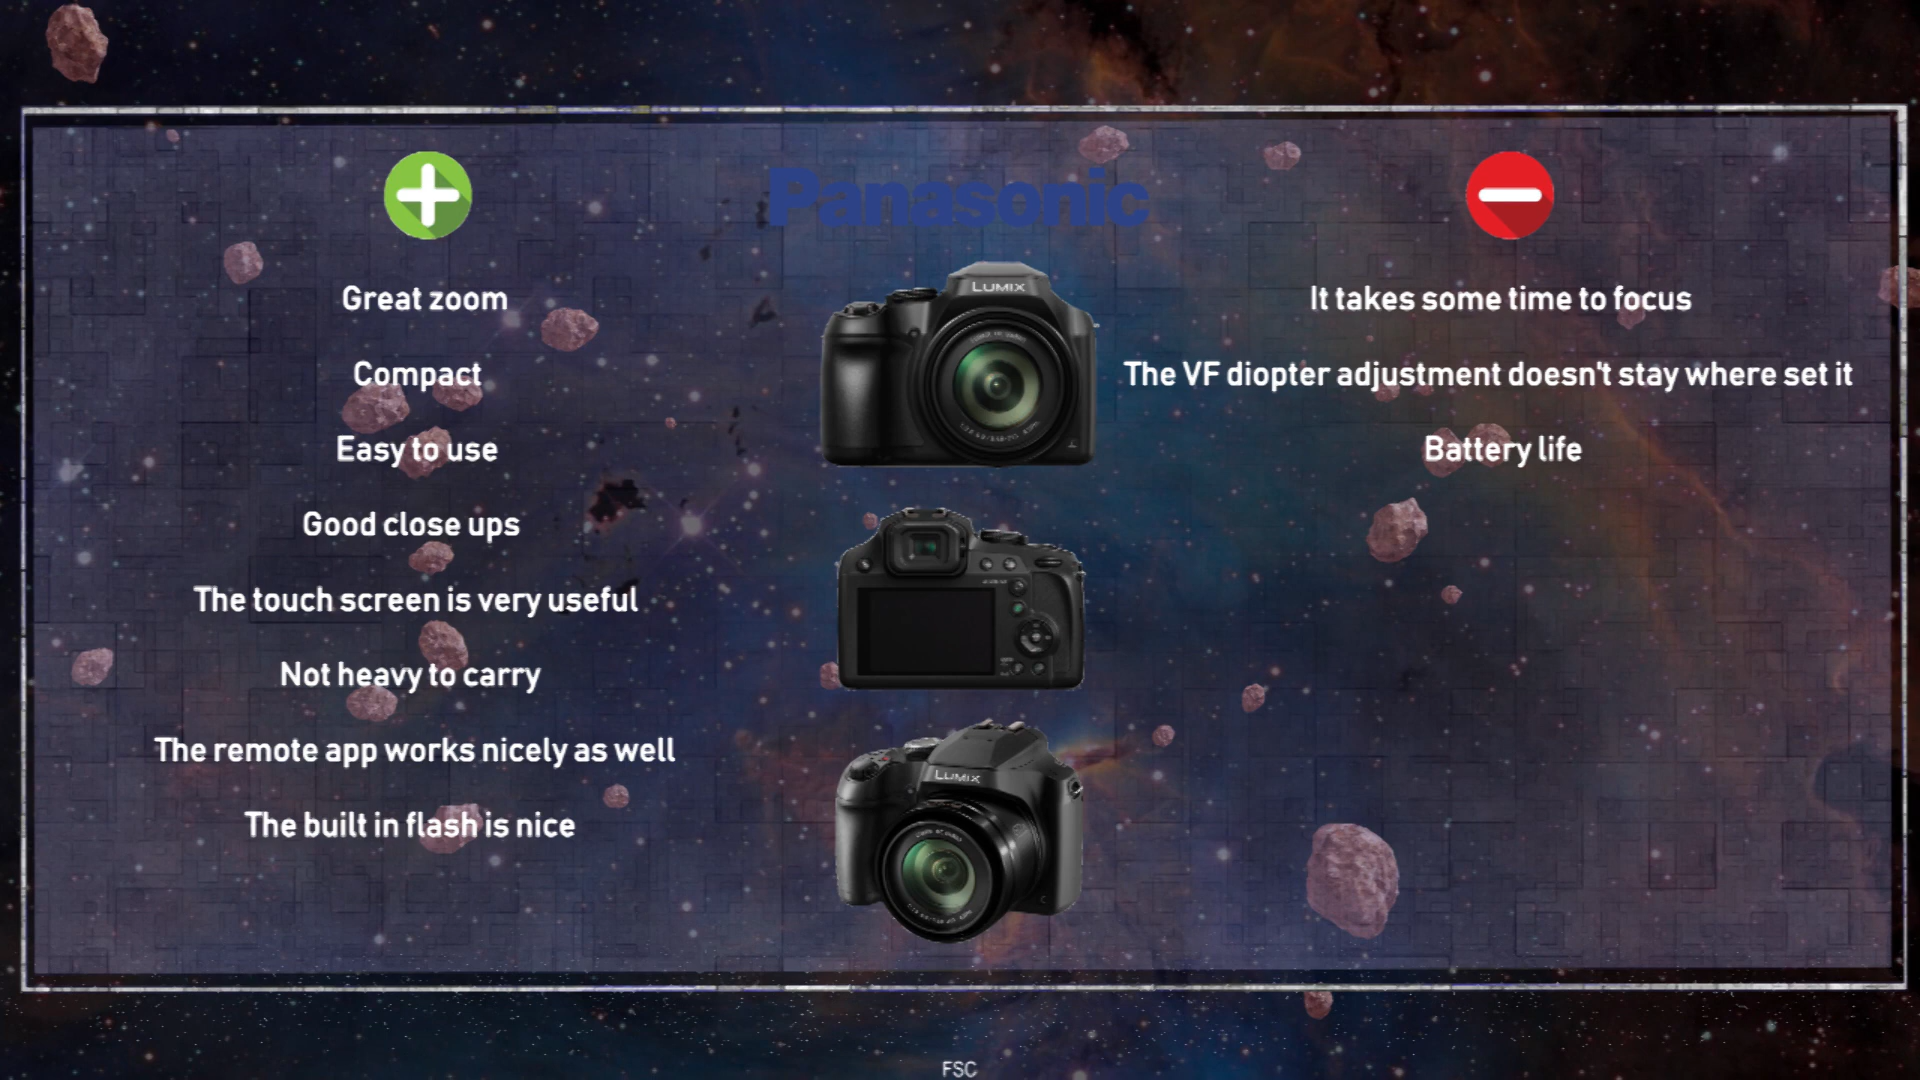 Panasonic
Great zoom
Compact
Easy to use
Good close ups
The touch screen is very useful
Not heavy to carry
The remote app works nicely as well
The built in flash is nice
LUMIX
LUMIX
It takes some time to focus
The VF diopter adjustment doesn't stay where set it
Battery life
FSC